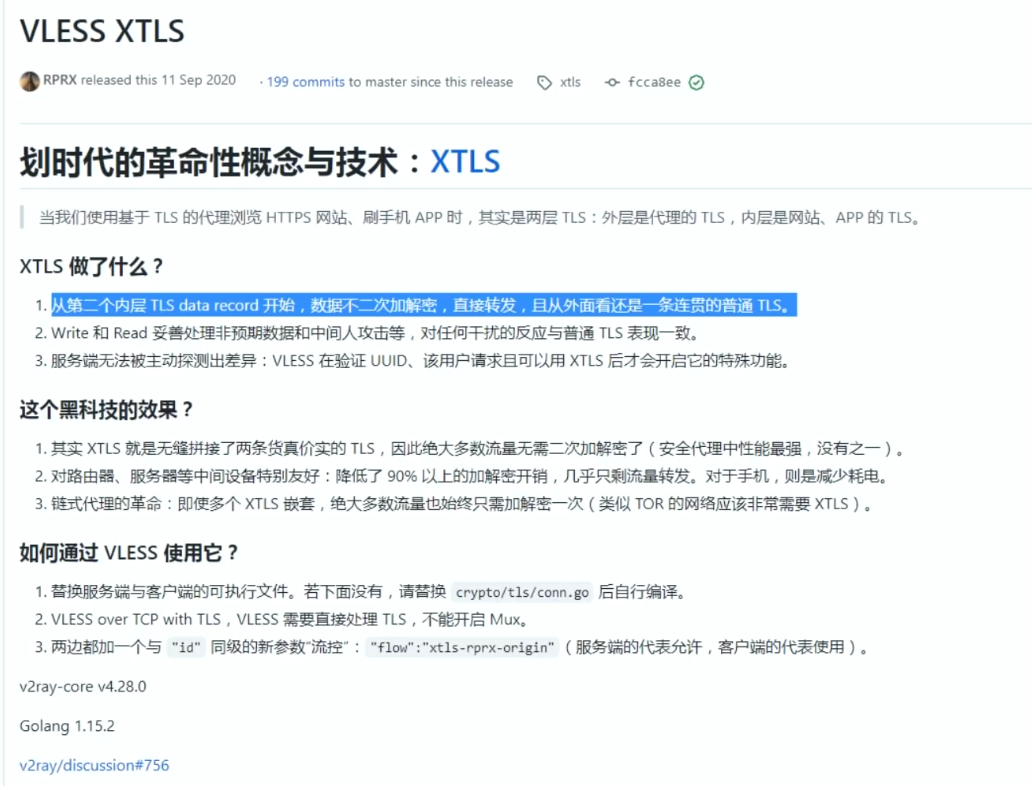 VLESS XTLS
RPRX released this 11 Sep 2020 · 199 commits to master since this release xtls fcca8ee
划时代的革命性概念与技术：XTLS
当我们使用基于 TLS 的代理浏览 HTTPS 网站、刷手机 APP 时，其实是两层 TLS：外层是代理的 TLS，内层是网站、APP 的 TLS。
XTLS 做了什么？
1. 从第二个内层 TLS data record 开始，数据不二次加解密，直接转发，且从外面看还是一条连贯的普通 TLS。
2. Write 和 Read 妥善处理非预期数据和中间人攻击等，对任何干扰的反应与普通 TLS 表现一致。
3. 服务端无法被主动探测出差异：VLESS 在验证 UUID、该用户请求且可以用 XTLS 后才会开启它的特殊功能。
这个黑科技的效果？
1. 其实 XTLS 就是无缝拼接了两条货真价实的 TLS，因此绝大多数流量无需二次加解密了（安全代理中性能最强，没有之一）。
2. 对路由器、服务器等中间设备特别友好：降低了 90% 以上的加解密开销，几乎只剩流量转发。对于手机，则是减少耗电。
3. 链式代理的革命：即使多个 XTLS 嵌套，绝大多数流量也始终只需加解密一次（类似 TOR 的网络应该非常需要 XTLS）。
如何通过 VLESS 使用它？
1. 替换服务端与客户端的可执行文件。若下面没有，请替换 crypto/tls/conn.go 后自行编译。
2. VLESS over TCP with TLS，VLESS 需要直接处理 TLS，不能开启 Mux。
3. 两边都加一个与 "id" 同级的新参数“流控”："flow":"xtls-rprx-origin"（服务端的代表允许，客户端的代表使用）。
v2ray-core v4.28.0
Golang 1.15.2
v2ray/discussion#756